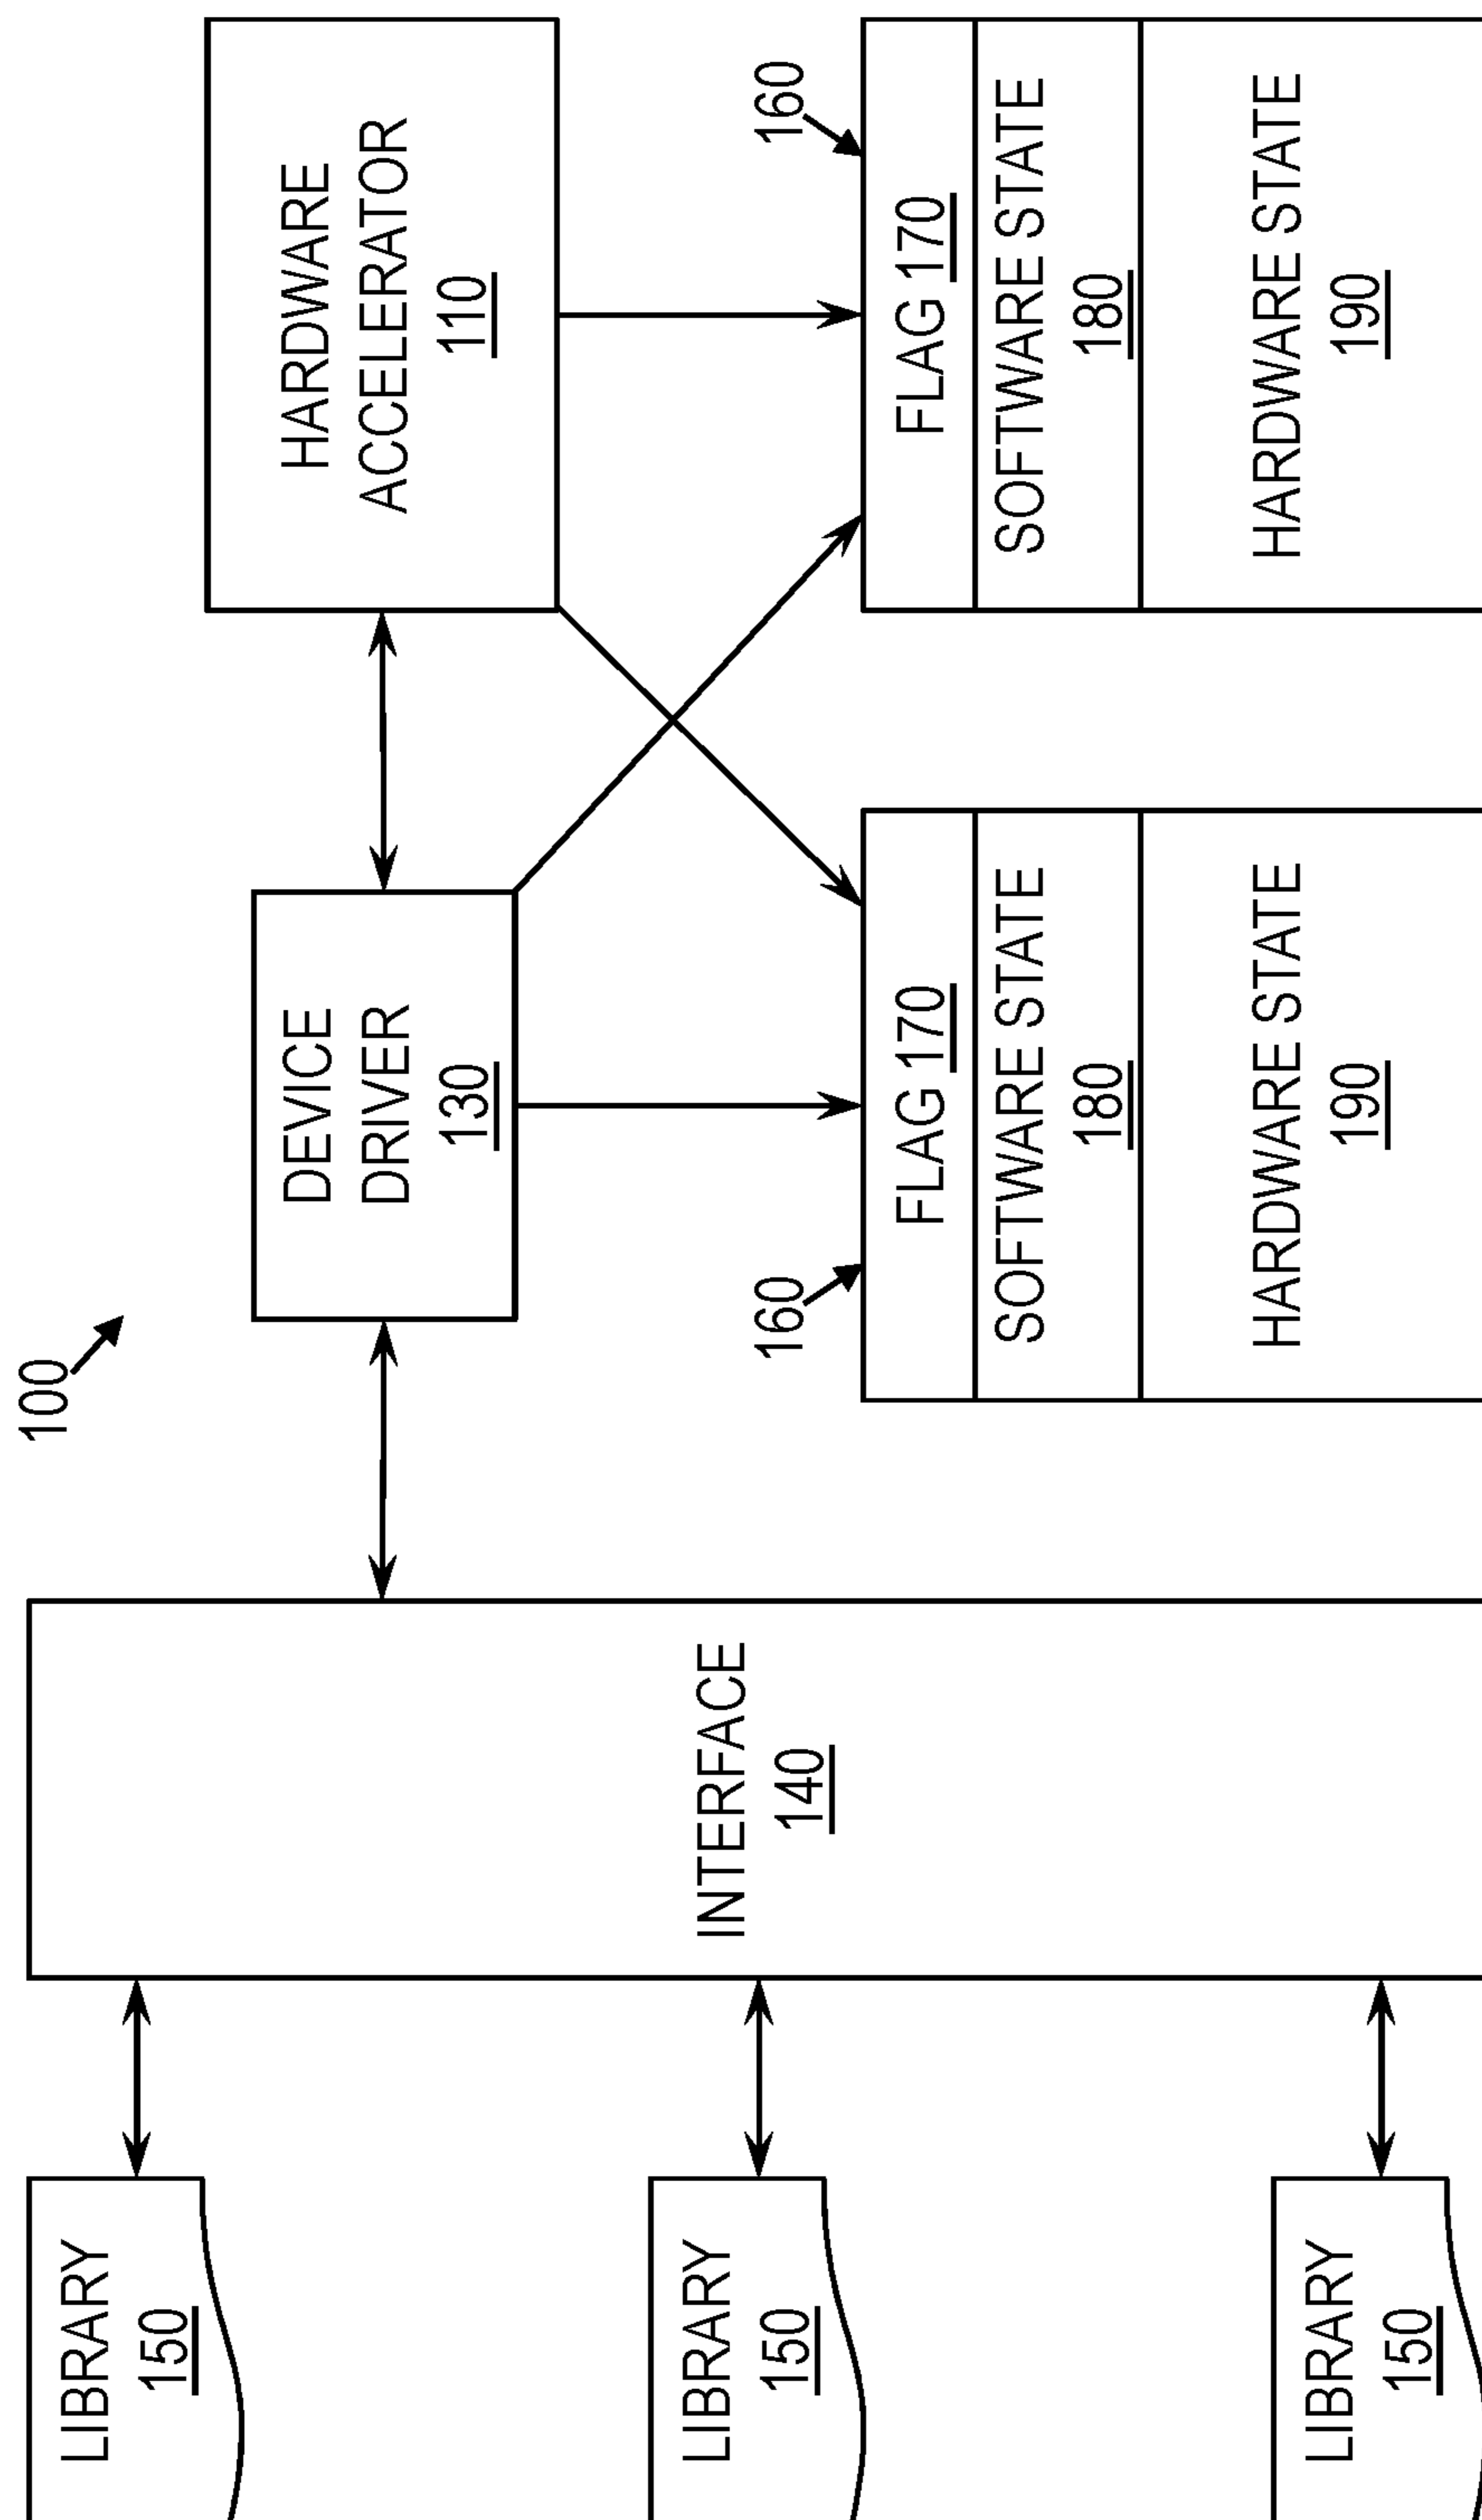 100
LIBRARY
150
LIBRARY
150
LIBRARY
150
INTERFACE
140
DEVICE
DRIVER
130
HARDWARE
ACCELERATOR
110
160
FLAG 170
SOFTWARE STATE
180
HARDWARE STATE
190
160
FLAG 170
SOFTWARE STATE
180
HARDWARE STATE
190